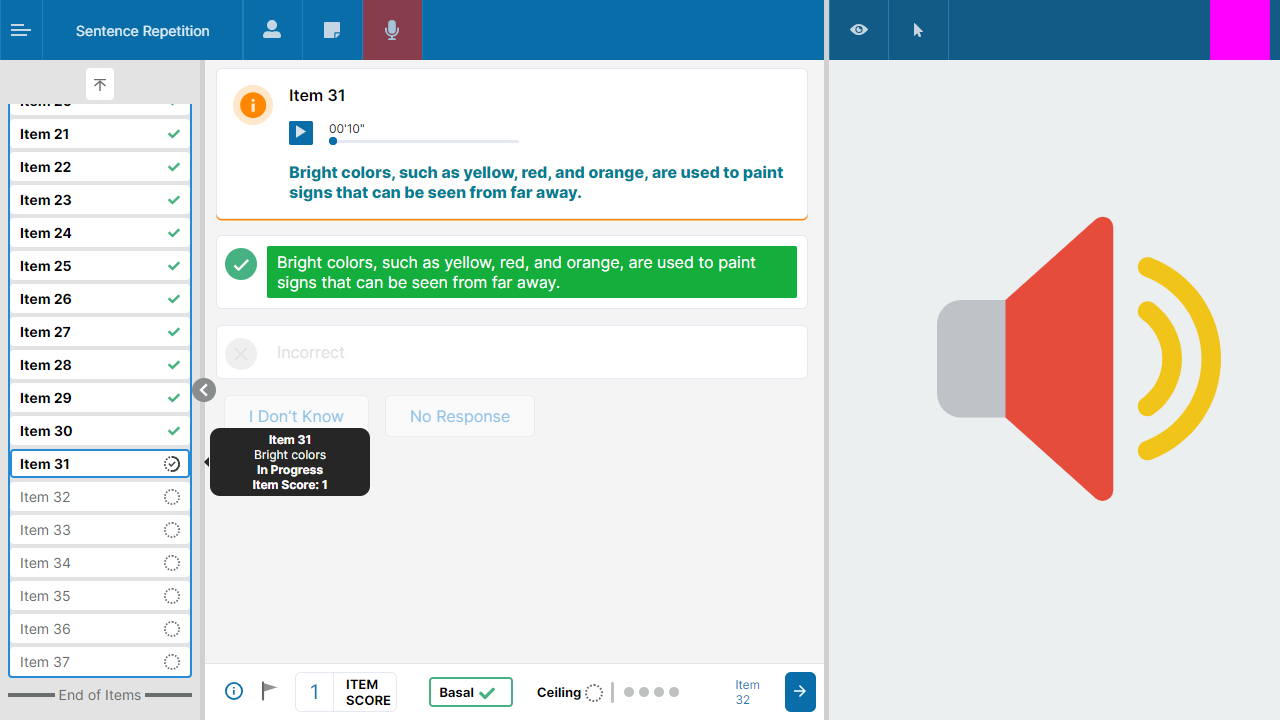 Sentence Repetition
Item 21
Item 22
Item 23
Item 24
Item 25
Item 26
Item 27
Item 28
Item 29
Item 30
Item 31
Item 32
Item 33
Item 34
Item 35
Item 36
Item 37
End of Items
Item 31
00'10"
Bright colors, such as yellow, red, and orange, are used to paint
signs that can be seen from far away.
Bright colors, such as yellow, red, and orange, are used to paint
signs that can be seen from far away.
Incorrect
I Don't Know
No Response
Item 31
Bright colors
In Progress
Item Score: 1
1
ITEM
SCORE
Basal
Ceiling
Item
32